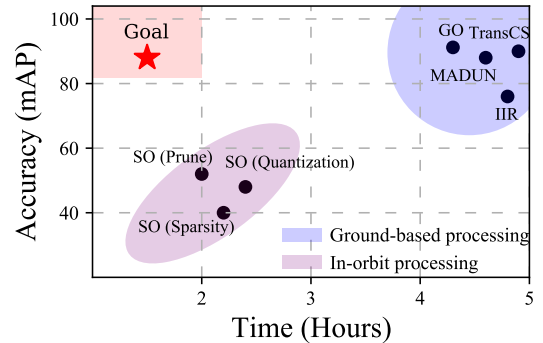 Accuracy (mAP)
100
80
60
40
Goal
GO
TransCS
MADUN
IIR
SO (Prune)
SO (Quantization)
SO (Sparsity)
Ground-based processing
In-orbit processing
2
3
4
5
Time (Hours)